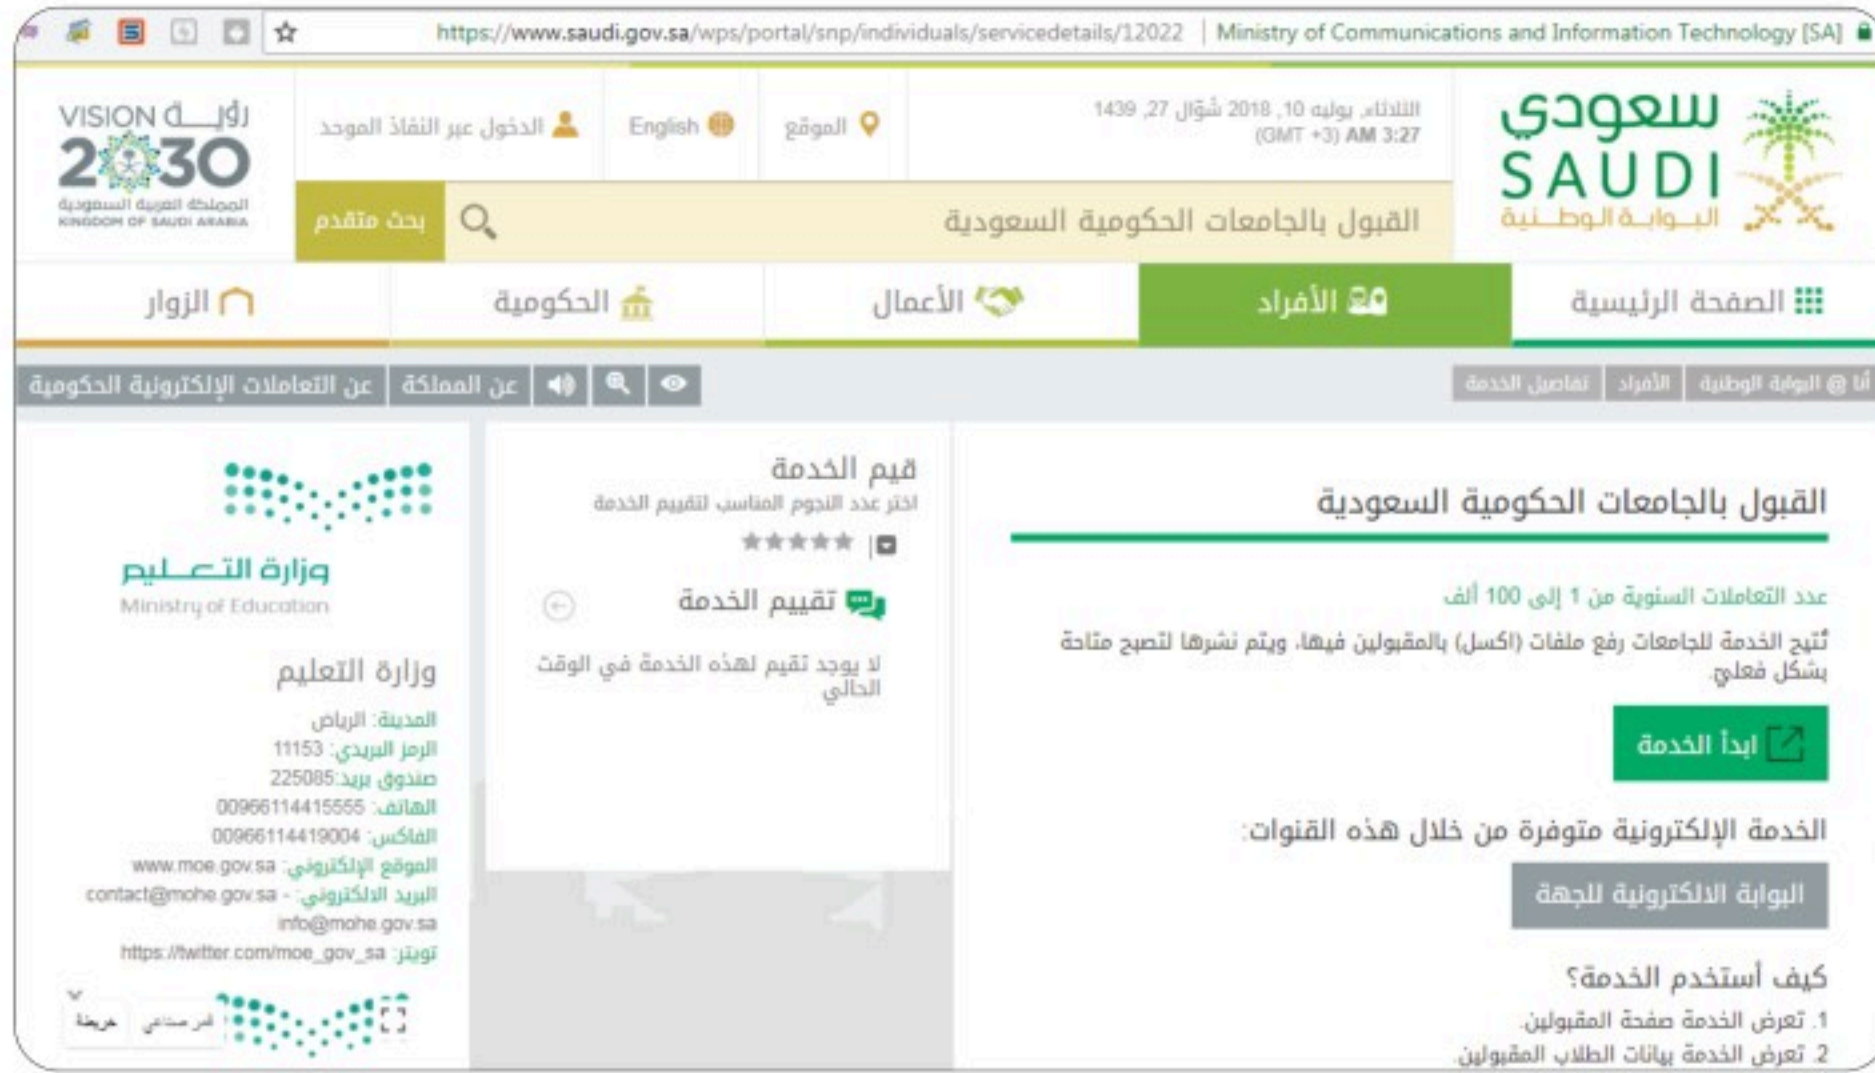 https://www.saudi.gov.sa/wps/portal/snp/individuals/servicedetails/12022 | Ministry of Communications and Information Technology [SA]
سعودي
SAUDI
البوابة الوطنية
الثلاثاء, يوليه 10, 2018 شَوّال 27, 1439
(GMT +3) AM 3:27
الموقع
English
الدخول عبر النفاذ الموحد
VISION رؤية
2030
المملكة العربية السعودية
KINGDOM OF SAUDI ARABIA
القبول بالجامعات الحكومية السعودية
بحث متقدم
الصفحة الرئيسية
الأفراد
الأعمال
الحكومية
الزوار
أنا @ البوابة الوطنية
الأفراد
تفاصيل الخدمة
عن المملكة
عن التعاملات الإلكترونية الحكومية
القبول بالجامعات الحكومية السعودية
عدد التعاملات السنوية من 1 إلى 100 ألف
تُتيح الخدمة للجامعات رفع ملفات (اكسل) بالمقبولين فيها، ويتم نشرها لتصبح متاحة
بشكل فعليّ.
ابدأ الخدمة
الخدمة الإلكترونية متوفرة من خلال هذه القنوات:
البوابة الالكترونية للجهة
كيف أستخدم الخدمة؟
1. تعرض الخدمة صفحة المقبولين.
2. تعرض الخدمة بيانات الطلاب المقبولين.
قيم الخدمة
اختر عدد النجوم المناسب لتقييم الخدمة
تقييم الخدمة
لا يوجد تقيم لهذه الخدمة في الوقت
الحالي
وزارة التعليم
Ministry of Education
وزارة التعليم
المدينة: الرياض
الرمز البريدي: 11153
صندوق بريد:225085
الهاتف: 00966114415555
الفاكس: 00966114419004
الموقع الإلكتروني: www.moe.gov.sa
البريد الالكتروني: - contact@mohe.gov.sa
info@mohe.gov.sa
تويتر: https://twitter.com/moe_gov_sa
قمر صناعي
خريطة